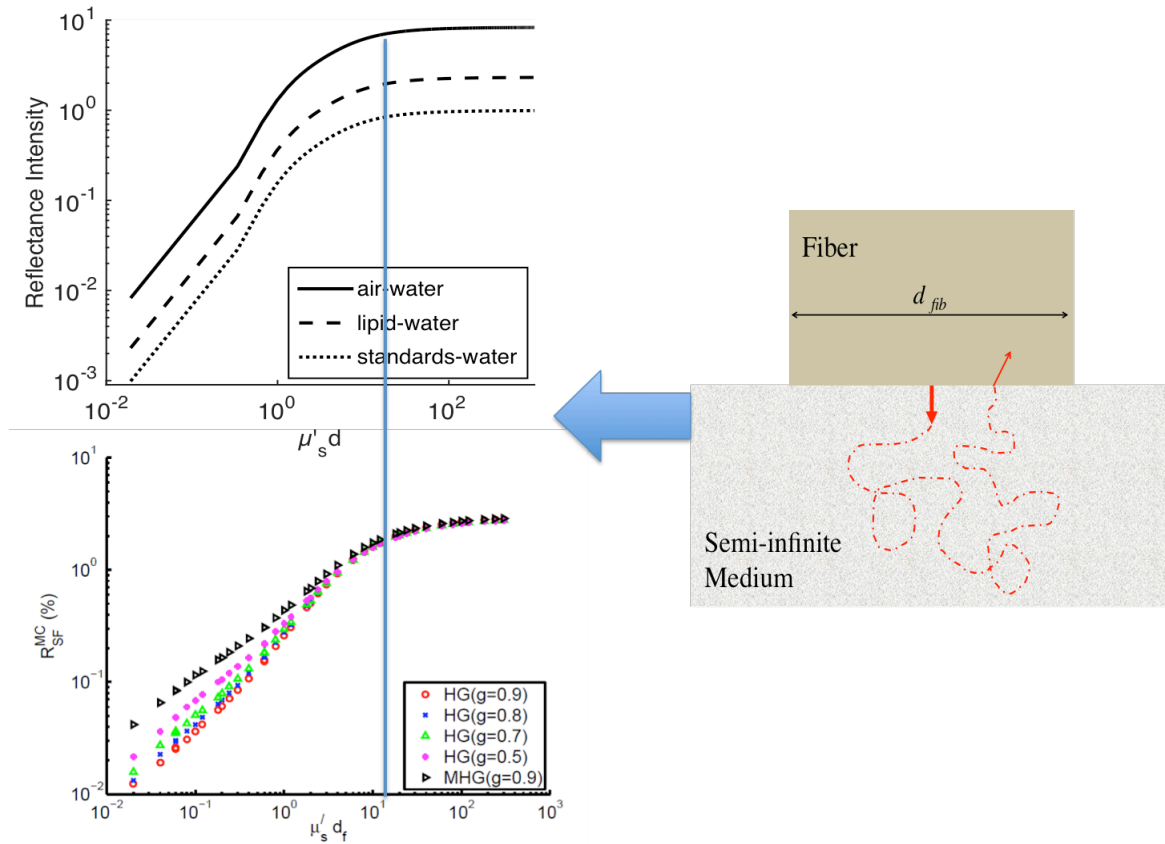 10^1
10^0
10^-1
10^-2
10^-3
Reflectance Intensity
air-water
lipid-water
standards-water
10^-2
10^0
10^2
μ's d
Fiber
d fib
Semi-infinite
Medium
10^1
10^0
10^-1
10^-2
R_SF^MC (%)
HG(g=0.9)
HG(g=0.8)
HG(g=0.7)
HG(g=0.5)
MHG(g=0.9)
10^-2
10^-1
10^0
10^1
10^2
10^3
μ_s^/ d_f